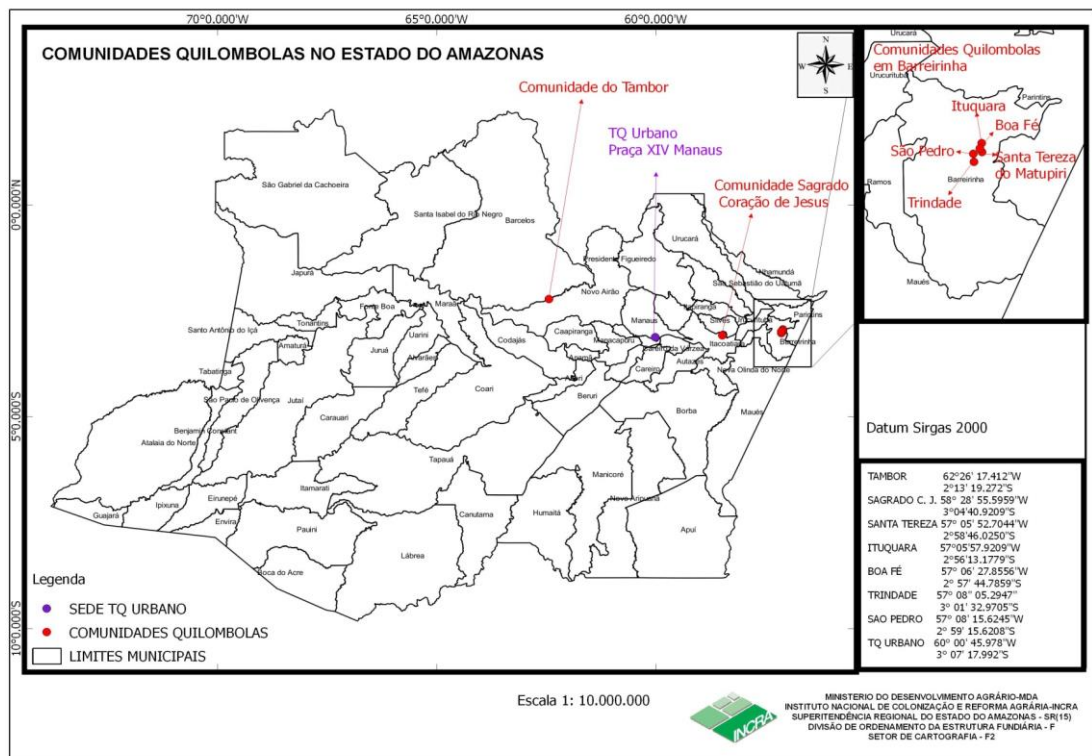 70°0.000'W
65°0.000'W
60°0.000'W
COMUNIDADES QUILOMBOLAS NO ESTADO DO AMAZONAS
N
W
E
S
Comunidade do Tambor
TQ Urbano
Praça XIV Manaus
Comunidade Sagrado
Coração de Jesus
0°0.000'N
5°0.000'S
10°0.000'S
São Gabriel da Cachoeira
Santa Isabel do Rio Negro
Barcelos
Japurá
Maraã
Novo Airão
Presidente Figueiredo
Urucará
Nhamundá
São Sebastião do Uatumã
Itapiranga
Silves
Urucurituba
Parintins
Barreirinha
Manaus
Itacoatiara
Careiro da Varzea
Autazes
Nova Olinda do Norte
Careiro
Manacapuru
Caapiranga
Anamã
Anori
Beruri
Codajás
Coari
Fonte Boa
Tonantins
Santo Antônio do Içá
Amaturá
Tabatinga
São Paulo de Olivença
Benjamin Constant
Atalaia do Norte
Jutaí
Juruá
Uarini
Alvarães
Tefé
Carauari
Tapauá
Itamarati
Eirunepé
Envira
Ipixuna
Guajará
Pauini
Boca do Acre
Lábrea
Canutama
Humaitá
Manicoré
Novo Aripuanã
Apuí
Borba
Maués
Legenda
SEDE TQ URBANO
COMUNIDADES QUILOMBOLAS
LIMITES MUNICIPAIS
Urucará
Comunidades Quilombolas
em Barreirinha
Urucurituba
Parintins
Ituquara
Boa Fé
São Pedro
Santa Tereza
do Matupiri
Ramos
Barreirinha
Trindade
Maués
Datum Sirgas 2000
TAMBOR 62°26' 17.412"W
2°13' 19.272"S
SAGRADO C. J. 58° 28' 55.5959"W
3°04'40.9209"S
SANTA TEREZA 57° 05' 52.7044"W
2°58'46.0250"S
ITUQUARA 57°05'57.9209"W
2°56'13.1779"S
BOA FÉ 57° 06' 27.8556"W
2° 57' 44.7859"S
TRINDADE 57° 08" 05.2947"
3° 01' 32.9705"S
SAO PEDRO 57° 08' 15.6245"W
2° 59' 15.6208"S
TQ URBANO 60° 00' 45.978"W
3° 07' 17.992"S
Escala 1: 10.000.000
INCRA
MINISTERIO DO DESENVOLVIMENTO AGRÁRIO-MDA
INSTITUTO NACIONAL DE COLONIZAÇÃO E REFORMA AGRÁRIA-INCRA
SUPERITENDÊNCIA REGIONAL DO ESTADO DO AMAZONAS - SR(15)
DIVISÃO DE ORDENAMENTO DA ESTRUTURA FUNDIÁRIA - F
SETOR DE CARTOGRAFIA - F2